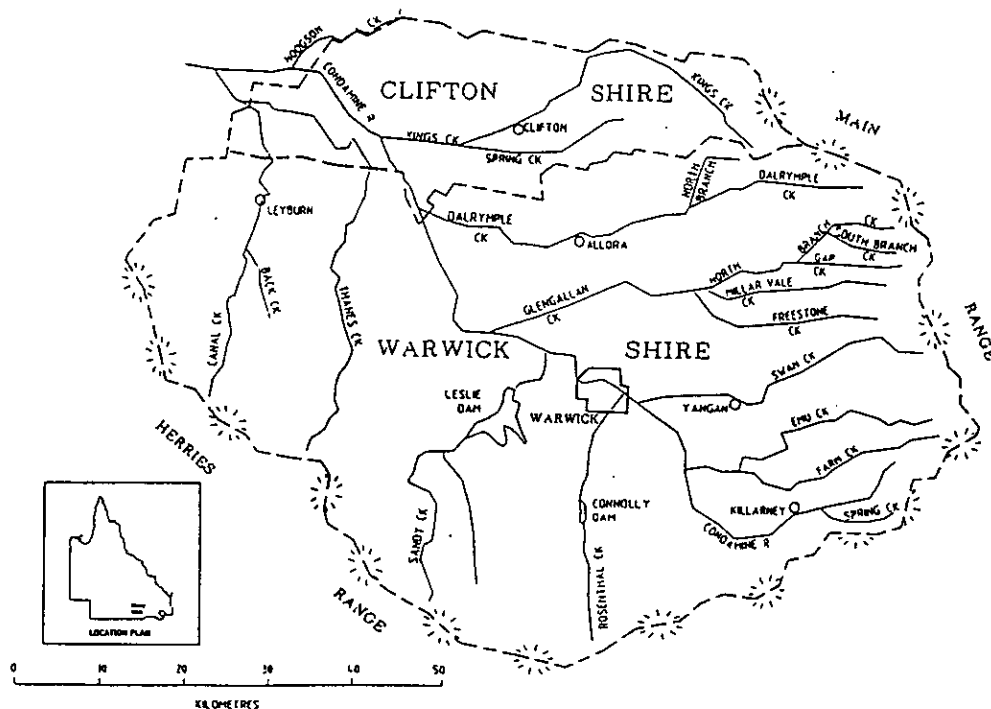 HODGSON CK
CONDAMINE R
CLIFTON SHIRE
KINGS CK
MAIN
CLIFTON
KINGS CK
SPRING CK
NORTH BRANCH
DALRYMPLE CK
LEYBURN
DALRYMPLE CK
ALLORA
BRANCH CK
SOUTH BRANCH CK
GAP CK
NORTH
MILLAR VALE CK
BACK CK
THANES CK
GLENGALLAN CK
FREESTONE CK
RANGE
CANAL CK
WARWICK SHIRE
SWAN CK
LESLIE DAM
WARWICK
YANGAN
EMU CK
HERRIES
FARM CK
CONNOLLY DAM
KILLARNEY
SPRING CK
SANDY CK
CONDAMINE R
ROSENTHAL CK
RANGE
LOCATION PLAN
0 10 20 30 40 50
KILOMETRES